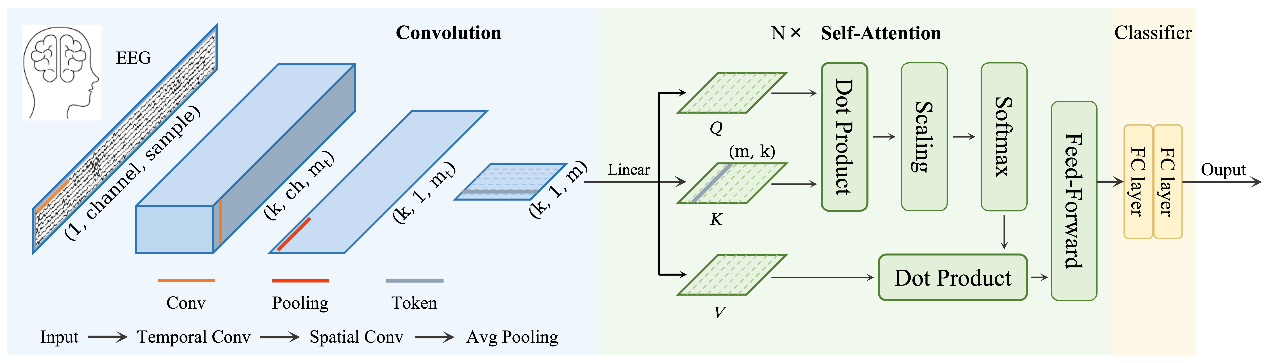 Convolution
N × Self-Attention
Classifier
EEG
(1, channel, sample)
(k, ch, mₜ)
(k, 1, mₜ)
(k, 1, m)
Conv
Pooling
Token
Input
Temporal Conv
Spatial Conv
Avg Pooling
Linear
Q
(m, k)
K
V
Dot Product
Scaling
Softmax
Dot Product
Feed-Forward
FC layer
FC layer
Ouput